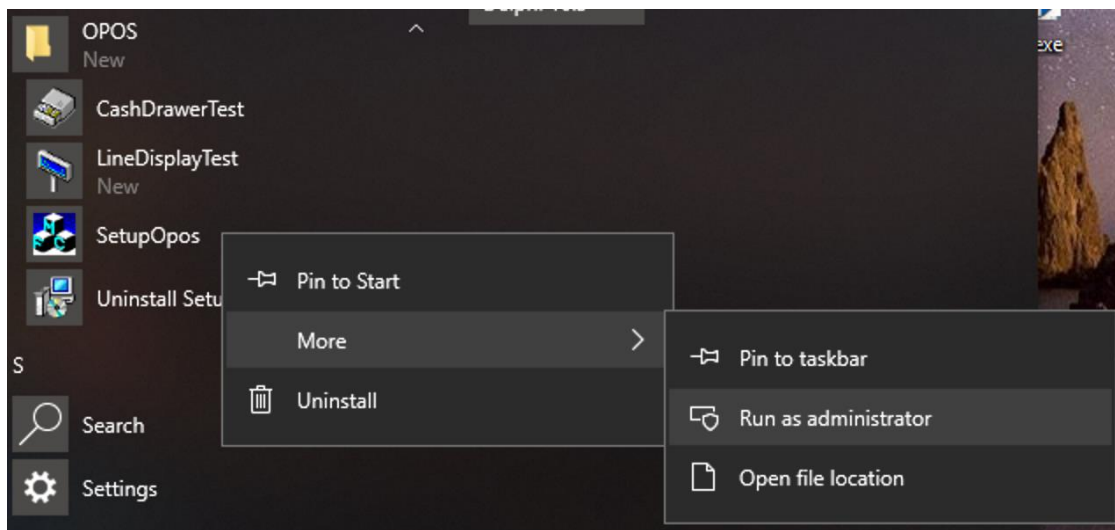 OPOS
New
CashDrawerTest
LineDisplayTest
New
SetupOpos
Uninstall Setu
S
Search
Settings
Pin to Start
More
Uninstall
Pin to taskbar
Run as administrator
Open file location
exe